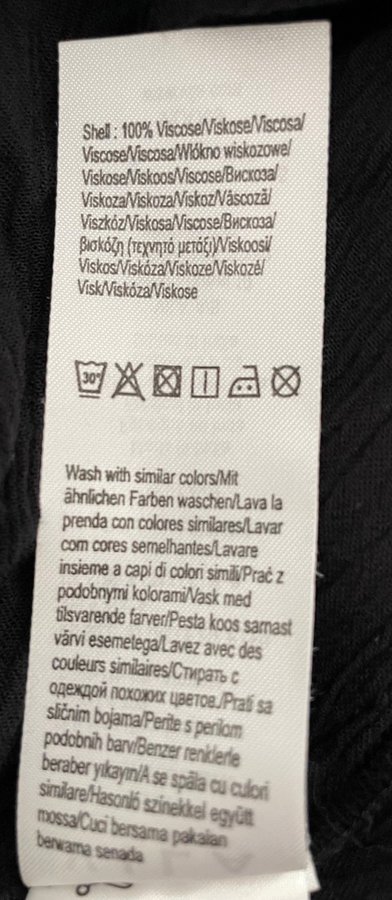 Shell : 100% Viscose/Viskose/Viscosa/
Viscose/Viscosa/Włókno wiskozowe/
Viskose/Viskoos/Viscose/Вискоза/
Viskoza/Viskoza/Viskoz/Vâscoză/
Viszkóz/Viskosa/Viscose/Вискоза/
βισκόζη (τεχνητό μετάξι)/Viskoosi/
Viskos/Viskóza/Viskoze/Viskozė/
Visk/Viskóza/Viskose
30°
Wash with similar colors/Mit
ähnlichen Farben waschen/Lava la
prenda con colores similares/Lavar
com cores semelhantes/Lavare
insieme a capi di colori simili/Prać z
podobnymi kolorami/Vask med
tilsvarende farver/Pesta koos samast
värvi esemetega/Lavez avec des
couleurs similaires/Стирать с
одеждой похожих цветов./Prati sa
sličnim bojama/Perite s perilom
podobnih barv/Benzer renklerle
beraber yıkayın/A se spăla cu culori
similare/Hasonló színekkel együtt
mossa/Cuci bersama pakaian
berwarna senada